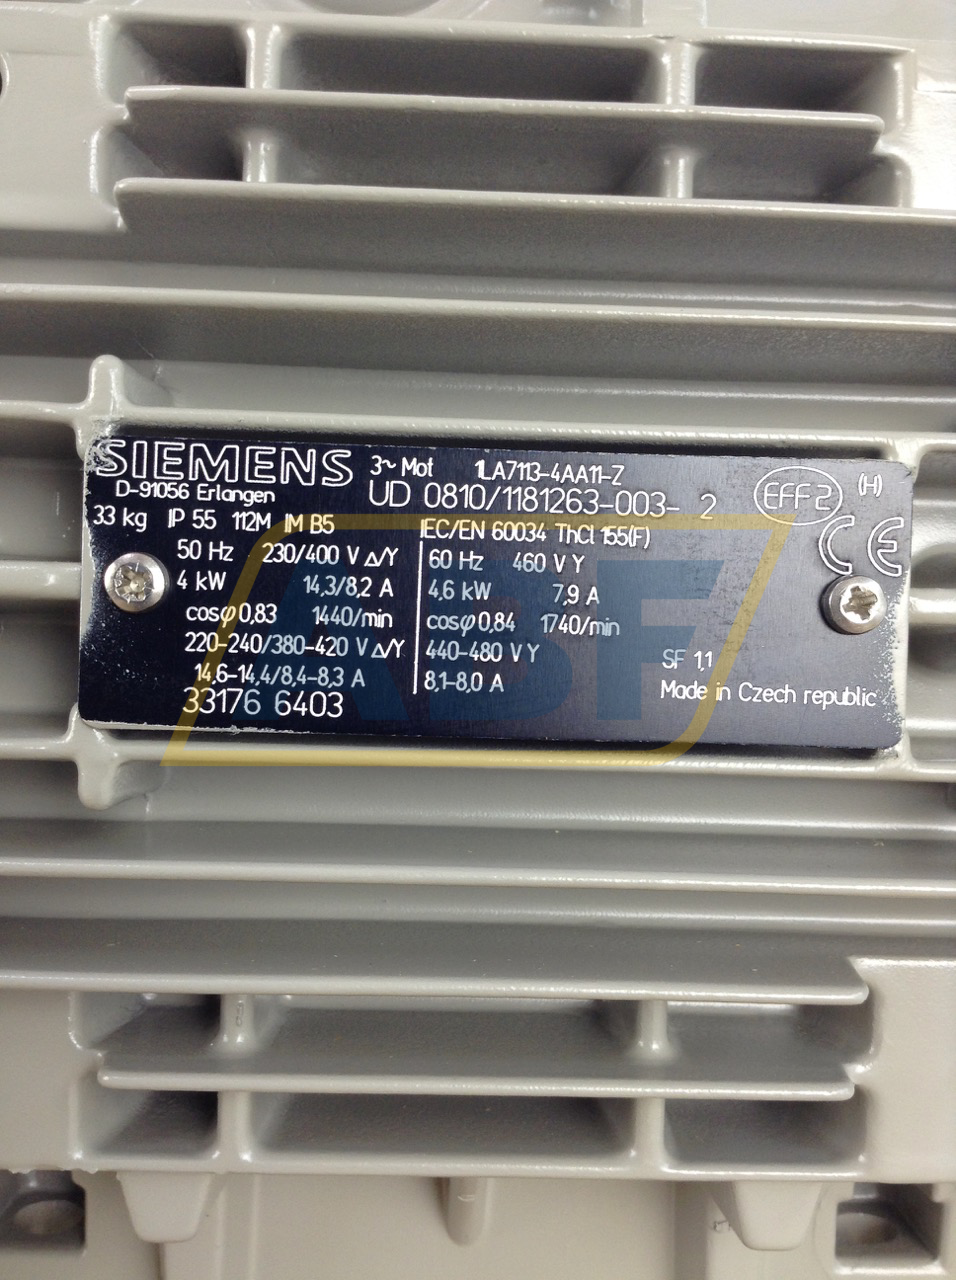 SIEMENS 3~ Mot 1LA7113-4AA11-Z
D-91056 Erlangen UD 0810/1181263-003- 2 EFF2 (H)
33 kg IP 55 112M IM B5 IEC/EN 60034 ThCl 155(F) CE
50 Hz 230/400 V Δ/Y 60 Hz 460 V Y
4 kW 14,3/8,2 A 4,6 kW 7,9 A
cosφ 0,83 1440/min cosφ 0,84 1740/min
220-240/380-420 V Δ/Y 440-480 V Y SF 1,1
14,6-14,4/8,4-8,3 A 8,1-8,0 A Made in Czech republic
33176 6403
ABF